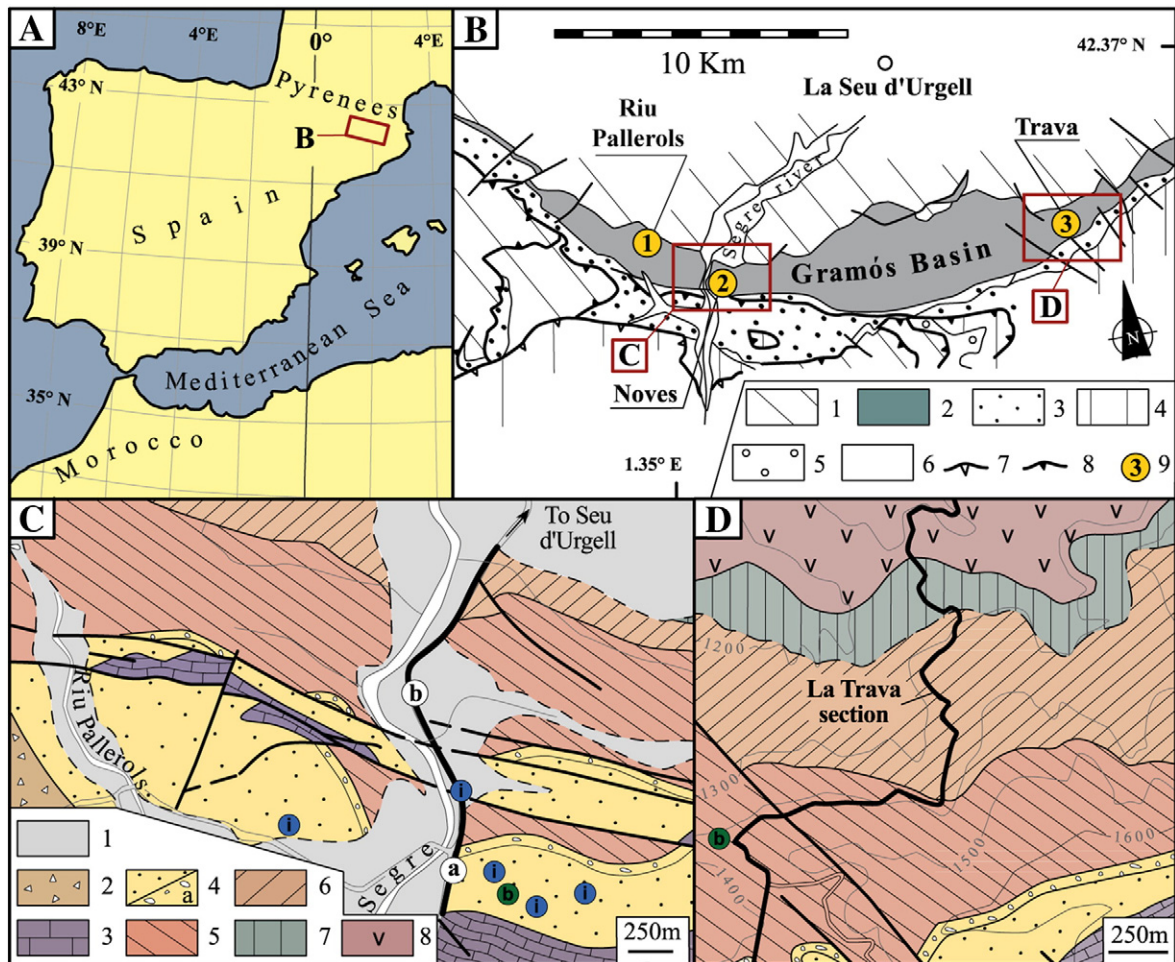 A
8°E
4°E
0°
4°E
43° N
Pyrenees
B
Spain
39° N
Mediterranean Sea
35° N
Morocco
B
10 Km
42.37° N
La Seu d'Urgell
Riu
Pallerols
Trava
Segre river
1
2
3
Gramós Basin
C
D
N
Noves
1.35° E
1
2
3
4
5
6
7
8
3
9
C
To Seu
d'Urgell
b
Riu Pallerols.
i
i
a
Segre
i
b
i
i
250m
1
2
a
4
6
3
5
7
v
8
D
v v v v v
v v v v v
v v v
v
1200
La Trava
section
1300
b
1400
1500
1600
250m